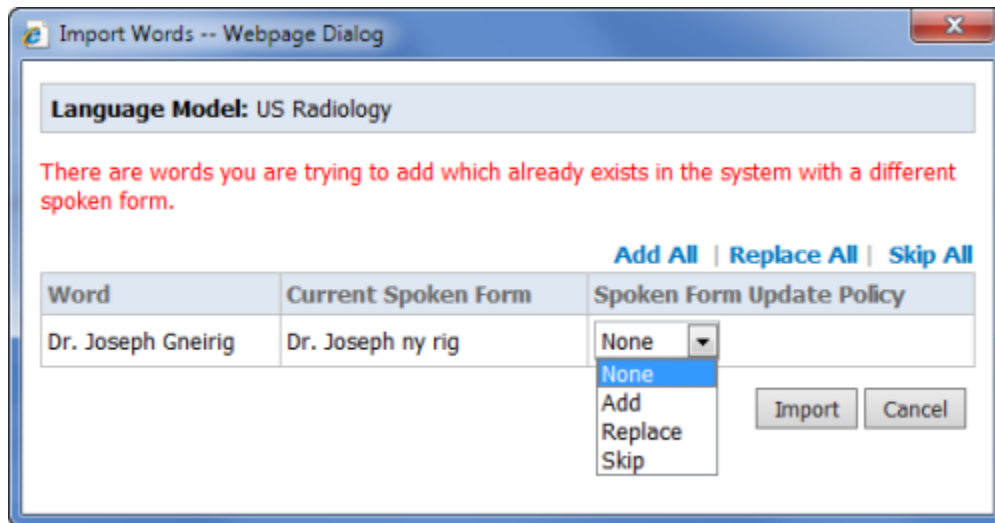 Import Words -- Webpage Dialog
Language Model: US Radiology
There are words you are trying to add which already exists in the system with a different
spoken form.
Add All | Replace All | Skip All
Word Current Spoken Form Spoken Form Update Policy
Dr. Joseph Gneirig Dr. Joseph ny rig None
None
Add
Replace
Skip
Import Cancel